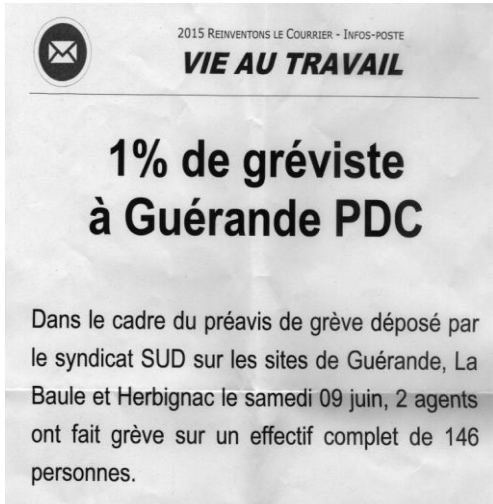 2015 REINVENTONS LE COURRIER - INFOS-POSTE
VIE AU TRAVAIL
1% de gréviste
à Guérande PDC
Dans le cadre du préavis de grève déposé par
le syndicat SUD sur les sites de Guérande, La
Baule et Herbignac le samedi 09 juin, 2 agents
ont fait grève sur un effectif complet de 146
personnes.